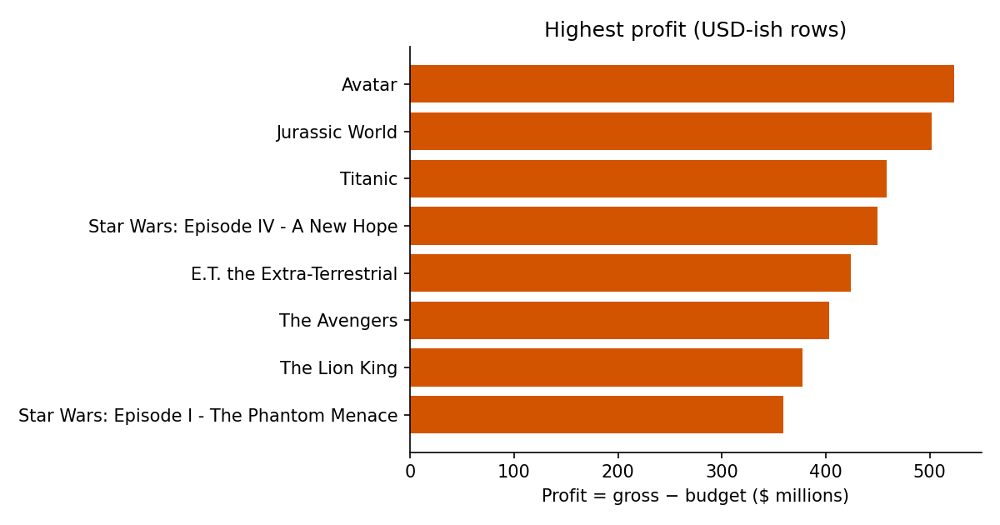 Highest profit (USD-ish rows)
Avatar
Jurassic World
Titanic
Star Wars: Episode IV - A New Hope
E.T. the Extra-Terrestrial
The Avengers
The Lion King
Star Wars: Episode I - The Phantom Menace
0 100 200 300 400 500
Profit = gross − budget ($ millions)